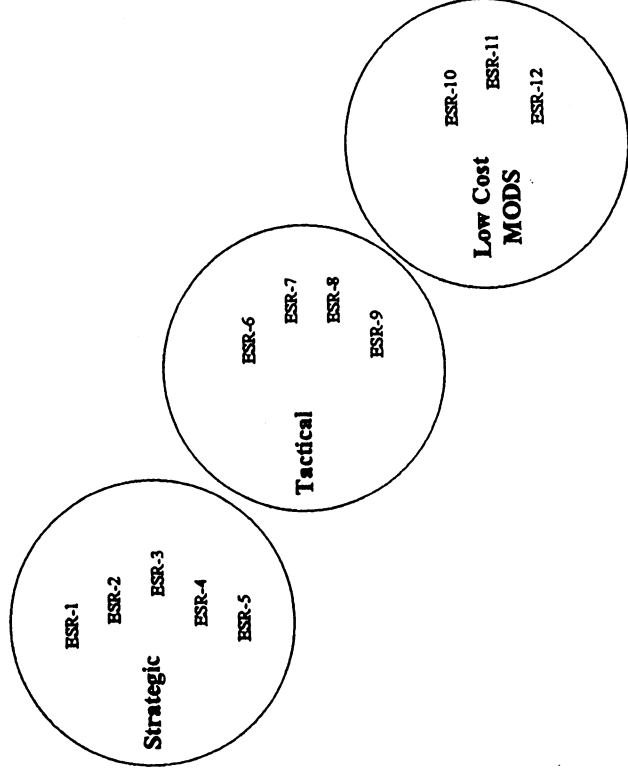 Strategic
ESR-1
ESR-2
ESR-3
ESR-4
ESR-5
Tactical
ESR-6
ESR-7
ESR-8
ESR-9
Low Cost
MODS
ESR-10
ESR-11
ESR-12